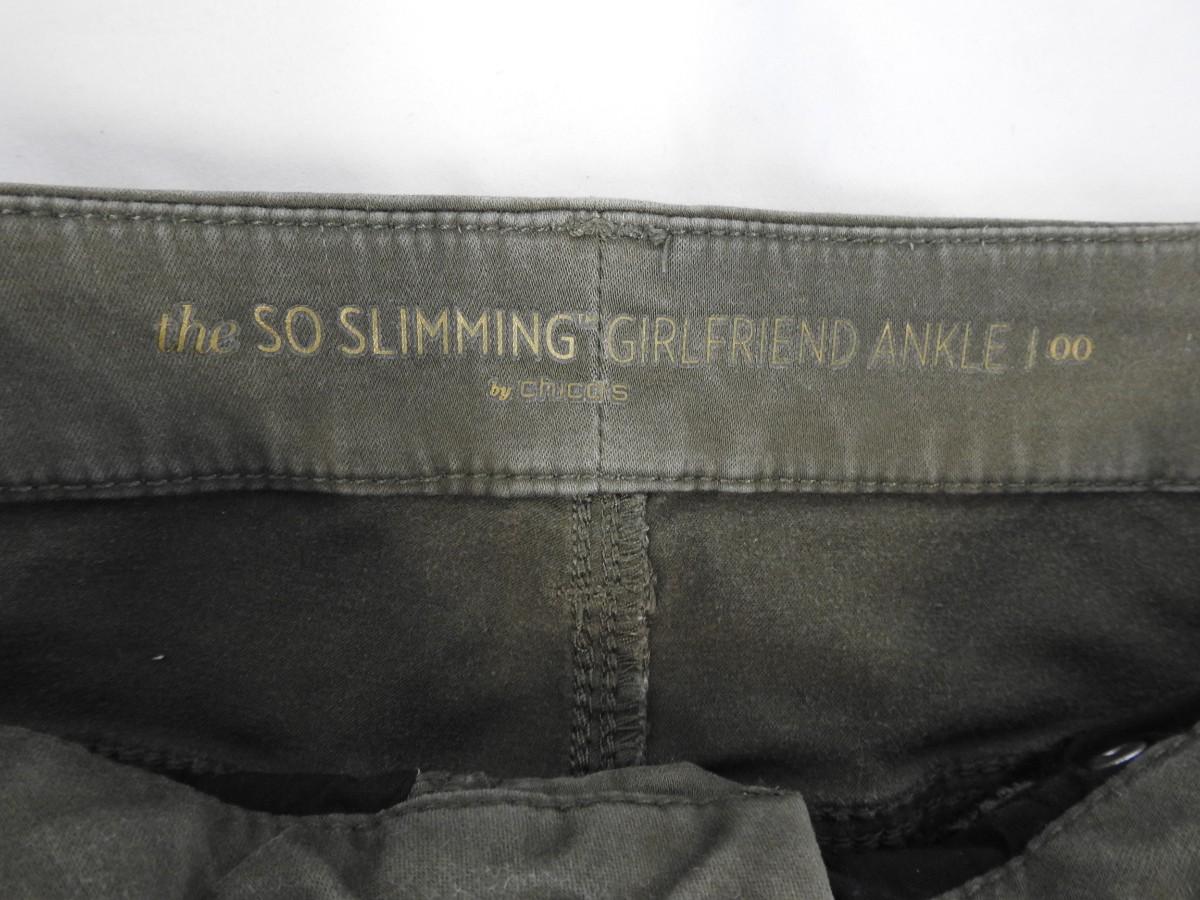 the SO SLIMMING™ GIRLFRIEND ANKLE | 00
by chico's